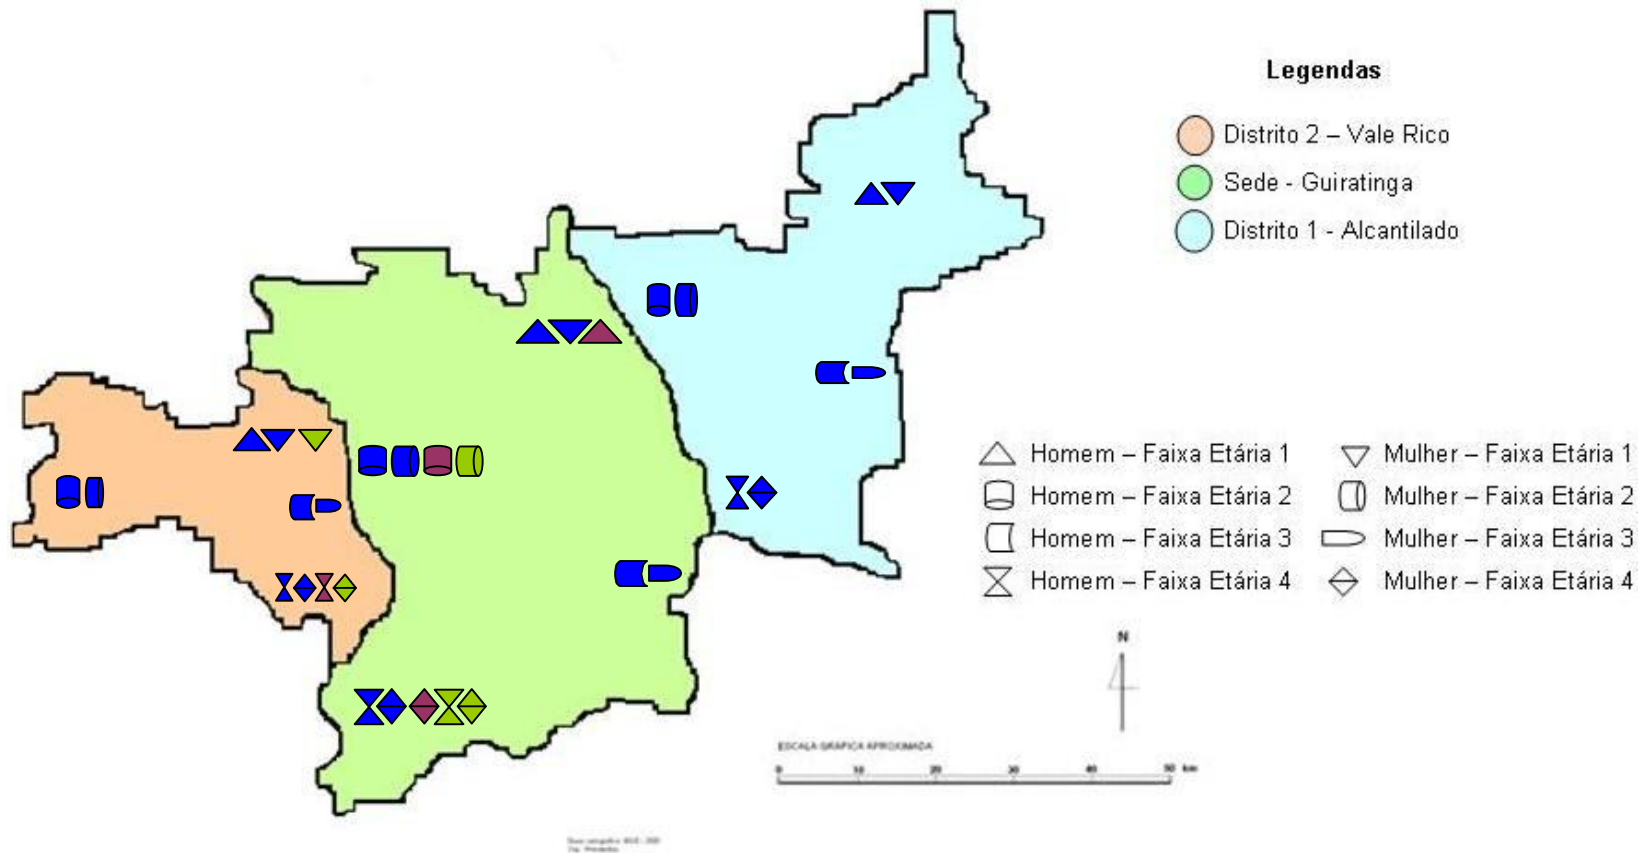 Legendas
Distrito 2 – Vale Rico
Sede - Guiratinga
Distrito 1 - Alcantilado
Homem – Faixa Etária 1
Mulher – Faixa Etária 1
Homem – Faixa Etária 2
Mulher – Faixa Etária 2
Homem – Faixa Etária 3
Mulher – Faixa Etária 3
Homem – Faixa Etária 4
Mulher – Faixa Etária 4
N
ESCALA GRÁFICA APROXIMADA
0 10 20 30 40 50 km